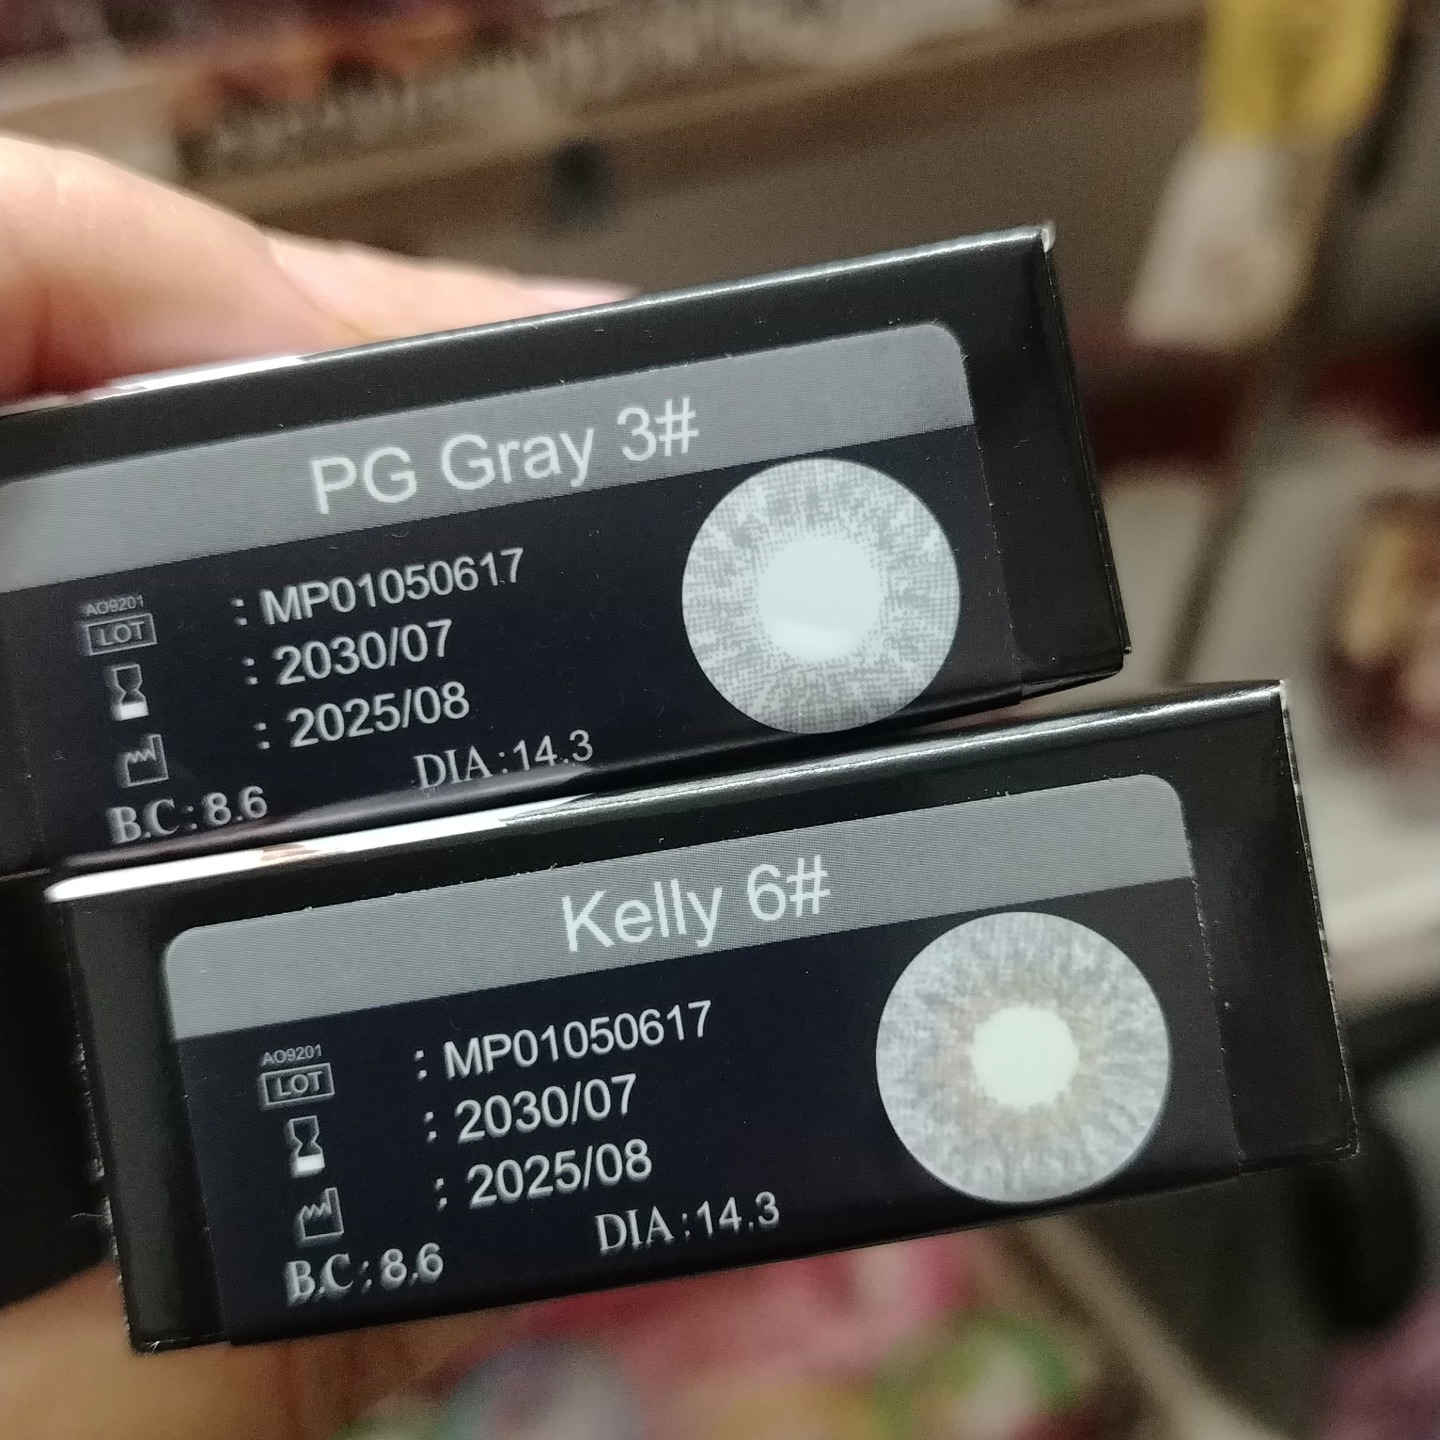 PG Gray 3#
AO9201
LOT : MP01050617
: 2030/07
: 2025/08
B.C : 8.6 DIA : 14.3
Kelly 6#
AO9201
LOT : MP01050617
: 2030/07
: 2025/08
B.C : 8.6 DIA : 14.3